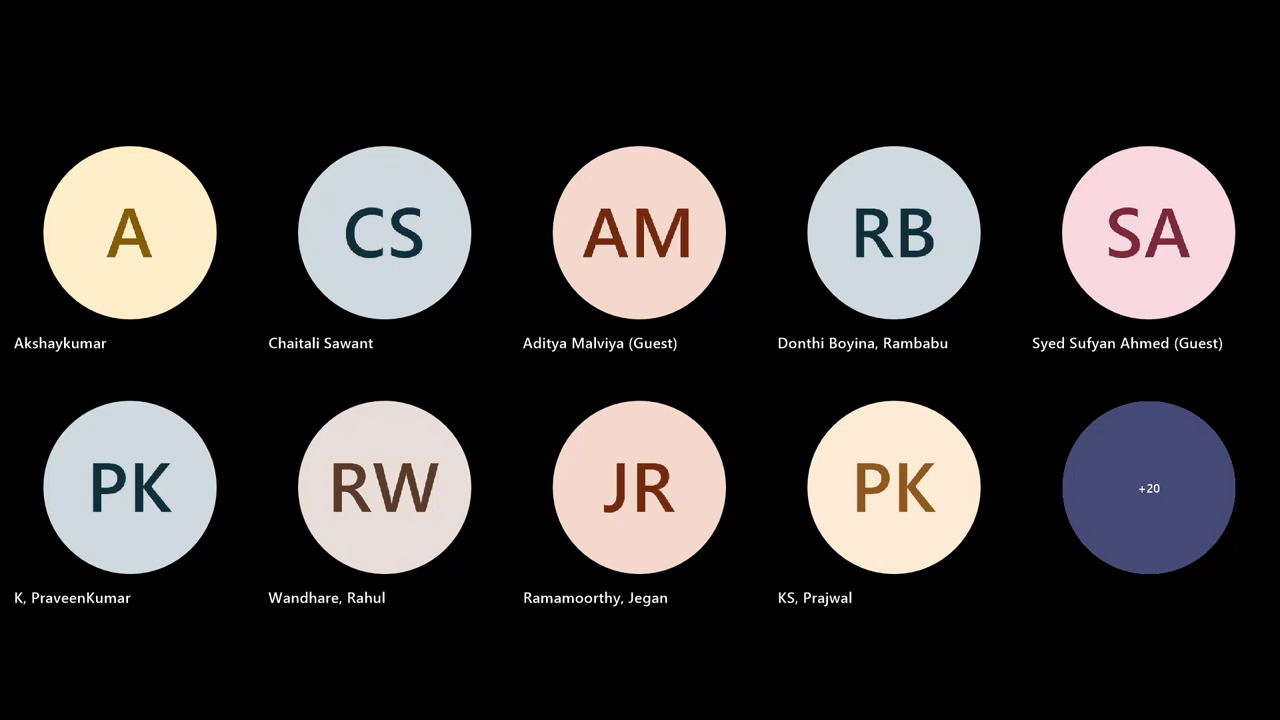 A
CS
AM
RB
SA
Akshaykumar
Chaitali Sawant
Aditya Malviya (Guest)
Donthi Boyina, Rambabu
Syed Sufyan Ahmed (Guest)
PK
RW
JR
PK
+20
K, PraveenKumar
Wandhare, Rahul
Ramamoorthy, Jegan
KS, Prajwal